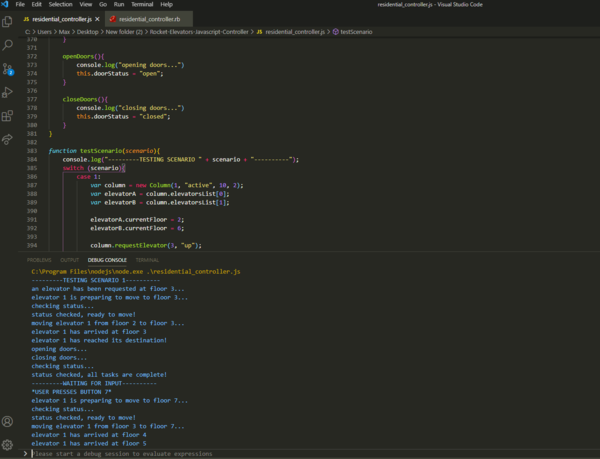 File Edit Selection View Go Run Terminal Help
residential_controller.js - Visual Studio Code
residential_controller.js × residential_controller.rb
C: > Users > Max > Desktop > New folder (2) > Rocket-Elevators-Javascript-Controller > JS residential_controller.js > testScenario
370 }
371
372 openDoors(){
373 console.log("opening doors...")
374 this.doorStatus = "open";
375 }
376
377 closeDoors(){
378 console.log("closing doors...")
379 this.doorStatus = "closed";
380 }
381 }
382
383 function testScenario(scenario){
384 console.log("---------TESTING SCENARIO " + scenario + "----------");
385 switch (scenario){
386 case 1:
387 var column = new Column(1, "active", 10, 2);
388 var elevatorA = column.elevatorsList[0];
389 var elevatorB = column.elevatorsList[1];
390
391 elevatorA.currentFloor = 2;
392 elevatorB.currentFloor = 6;
393
394 column.requestElevator(3, "up");
PROBLEMS OUTPUT DEBUG CONSOLE TERMINAL
C:\Program Files\nodejs\node.exe .\residential_controller.js
---------TESTING SCENARIO 1----------
an elevator has been requested at floor 3...
elevator 1 is preparing to move to floor 3...
checking status...
status checked, ready to move!
moving elevator 1 from floor 2 to floor 3...
elevator 1 has arrived at floor 3
elevator 1 has reached its destination!
opening doors...
closing doors...
checking status...
status checked, all tasks are complete!
---------WAITING FOR INPUT----------
*USER PRESSES BUTTON 7*
elevator 1 is preparing to move to floor 7...
checking status...
status checked, ready to move!
moving elevator 1 from floor 3 to floor 7...
elevator 1 has arrived at floor 4
elevator 1 has arrived at floor 5
Please start a debug session to evaluate expressions